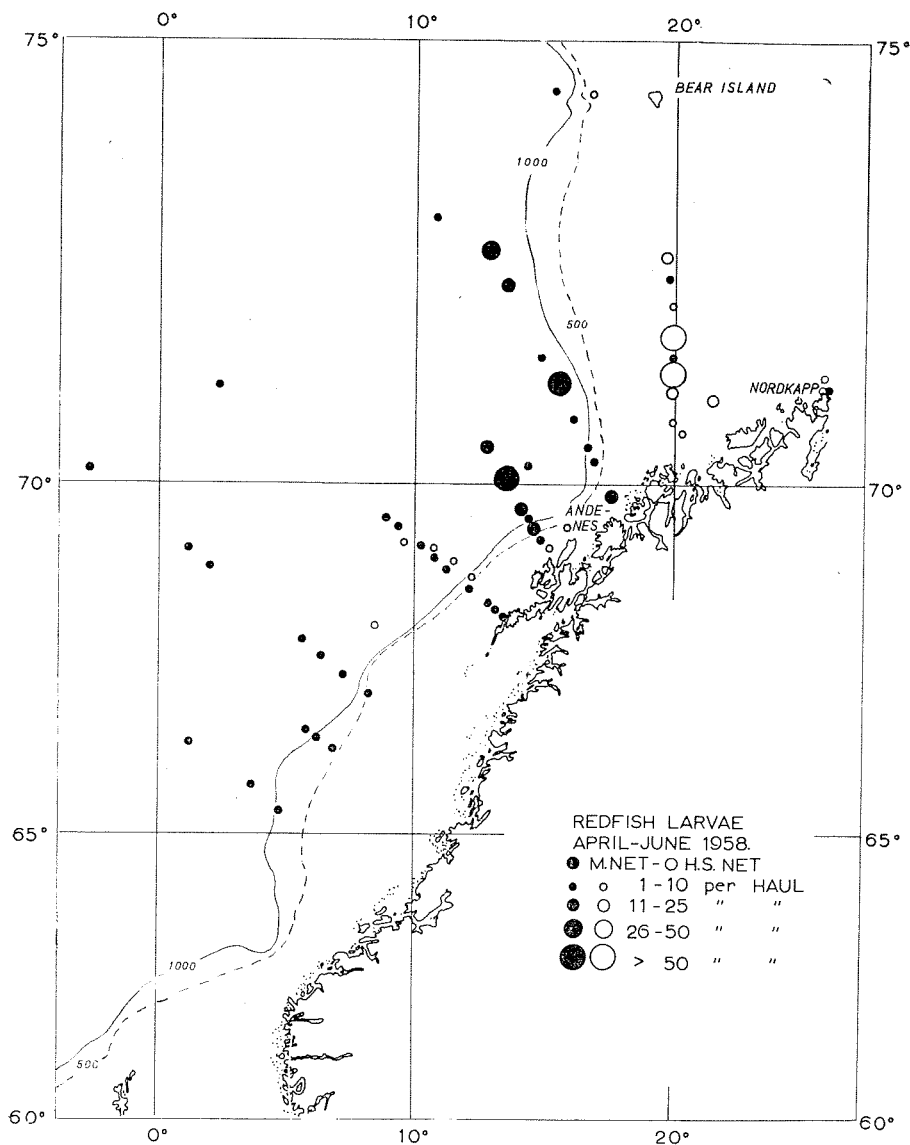 0° 10° 20°
75° 75°
BEAR ISLAND
1000
500
NORDKAPP
70° 70°
ANDE-
NES
65° 65°
REDFISH LARVAE
APRIL-JUNE 1958.
M.NET - O H.S. NET
1-10 per HAUL
11-25 " "
26-50 " "
> 50 " "
1000
500
60° 60°
0° 10° 20°